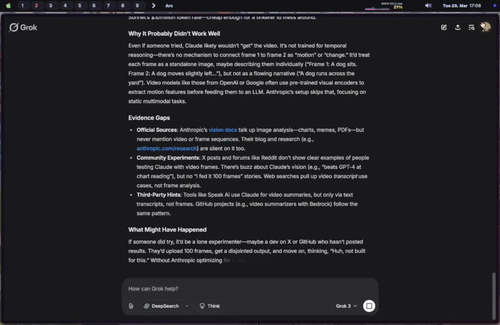 1 2 3 4 5 6 7 8 9 Arc
31%
Tue 25. Mar 17:08
Grok
token rate—cheap enough for a tinkerer to mess around.
Why It Probably Didn't Work Well
Even if someone tried, Claude likely wouldn't "get" the video. It's not trained for temporal
reasoning—there's no mechanism to connect frame 1 to frame 2 as "motion" or "change." It'd treat
each frame as a standalone image, maybe describing them individually ("Frame 1: A dog sits.
Frame 2: A dog moves slightly left..."), but not as a flowing narrative ("A dog runs across the
yard"). Video models like those from OpenAI or Google often use pre-trained visual encoders to
extract motion features before feeding them to an LLM. Anthropic's setup skips that, focusing on
static multimodal tasks.
Evidence Gaps
• Official Sources: Anthropic's vision docs talk up image analysis—charts, memes, PDFs—but
never mention video or frame sequences. Their blog and research (e.g.,
anthropic.com/research) are silent on it too.
• Community Experiments: X posts and forums like Reddit don't show clear examples of people
testing Claude with video frames. There's buzz about Claude's vision (e.g., "beats GPT-4 at
chart reading"), but no "I fed it 100 frames" stories. Web searches pull up video transcript use
cases, not frame analysis.
• Third-Party Hints: Tools like Speak AI use Claude for video summaries, but only via text
transcripts, not frames. GitHub projects (e.g., video summarizers with Bedrock) follow the
same pattern.
What Might Have Happened
If someone did try, it'd be a lone experimenter—maybe a dev on X or GitHub who hasn't posted
results. They'd upload 100 frames, get a disjointed output, and move on, thinking, "Huh, not built
for this." Without Anthropic optimizing for
How can Grok help?
DeepSearch Think Grok 3